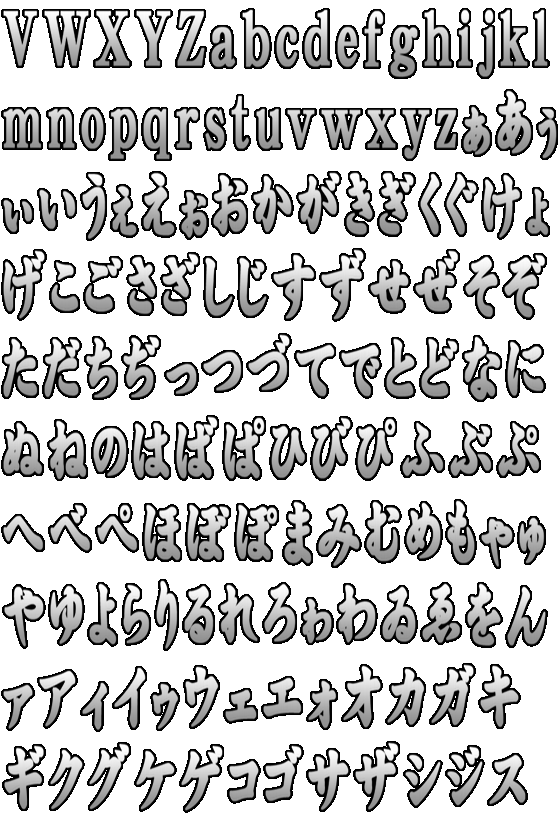 VWXYZabcdefghijkl
mnopqrstuvwxyzぁあぅ
ぃいうぇえぉおかがきぎくぐけょ
げこごさざしじすずせぜそぞ
ただちぢっつづてでとどなに
ぬねのはばぱひびぴふぶぷ
へべぺほぼぽまみむめもゃゅ
やゆよらりるれろゎわゐゑをん
ァアィイゥウェエォオカガキ
ギクグケゲコゴサザシジス